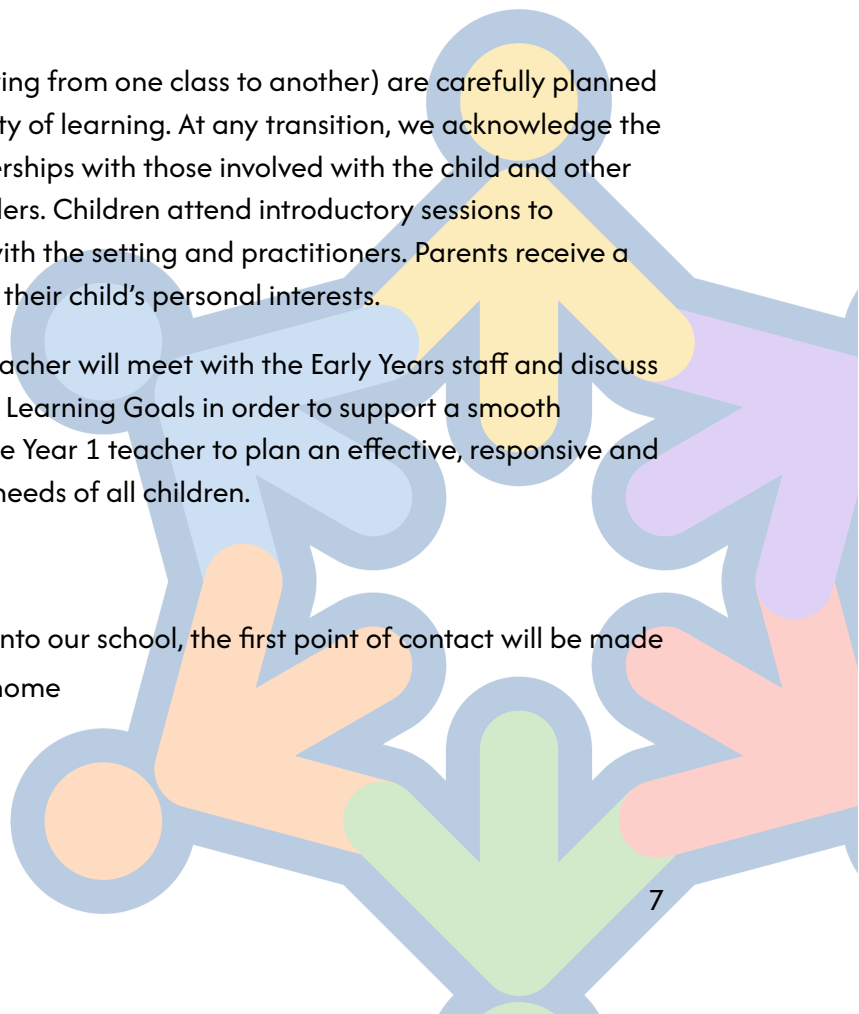 ing from one class to another) are carefully planned
ty of learning. At any transition, we acknowledge the
erships with those involved with the child and other
ders. Children attend introductory sessions to
with the setting and practitioners. Parents receive a
their child's personal interests.
acher will meet with the Early Years staff and discuss
Learning Goals in order to support a smooth
e Year 1 teacher to plan an effective, responsive and
needs of all children.
nto our school, the first point of contact will be made
home
7